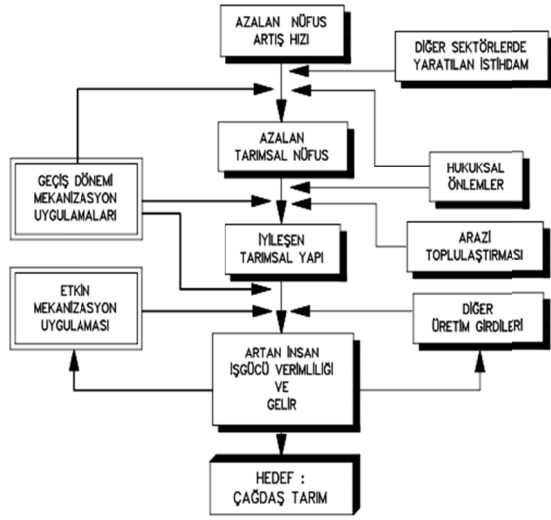 AZALAN NÜFUS
ARTIŞ HIZI
DİĞER SEKTÖRLERDE
YARATILAN İSTİHDAM
AZALAN
TARIMSAL NÜFUS
HUKUKSAL
ÖNLEMLER
GEÇİŞ DÖNEMİ
MEKANİZASYON
UYGULAMALARI
İYİLEŞEN
TARIMSAL YAPI
ARAZİ
TOPLULAŞTIRMASI
ETKİN
MEKANİZASYON
UYGULAMASI
DİĞER
ÜRETİM GİRDİLERİ
ARTAN İNSAN
İŞGÜCÜ VERİMLİLİĞİ
VE
GELİR
HEDEF :
ÇAĞDAŞ TARIM